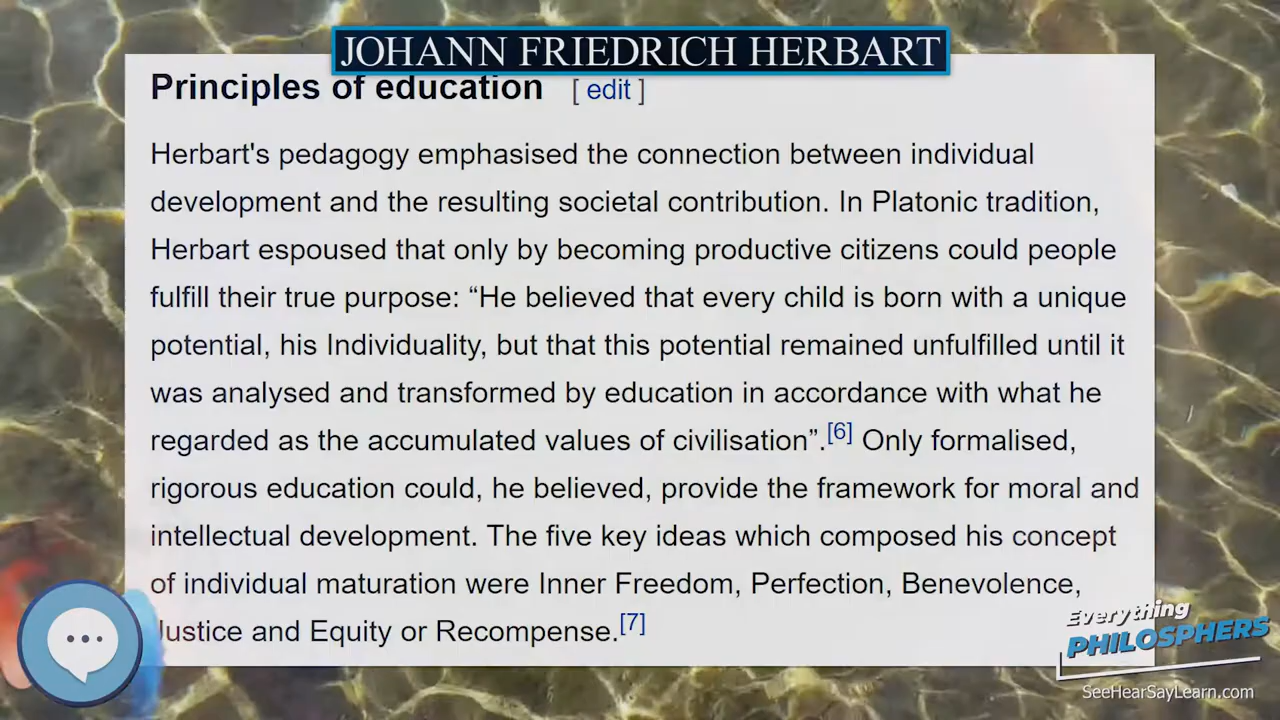 JOHANN FRIEDRICH HERBART
Principles of education [ edit ]
Herbart's pedagogy emphasised the connection between individual
development and the resulting societal contribution. In Platonic tradition,
Herbart espoused that only by becoming productive citizens could people
fulfill their true purpose: “He believed that every child is born with a unique
potential, his Individuality, but that this potential remained unfulfilled until it
was analysed and transformed by education in accordance with what he
regarded as the accumulated values of civilisation”.[6] Only formalised,
rigorous education could, he believed, provide the framework for moral and
intellectual development. The five key ideas which composed his concept
of individual maturation were Inner Freedom, Perfection, Benevolence,
Justice and Equity or Recompense.[7]
Everything
PHILOSPHERS
SeeHearSayLearn.com